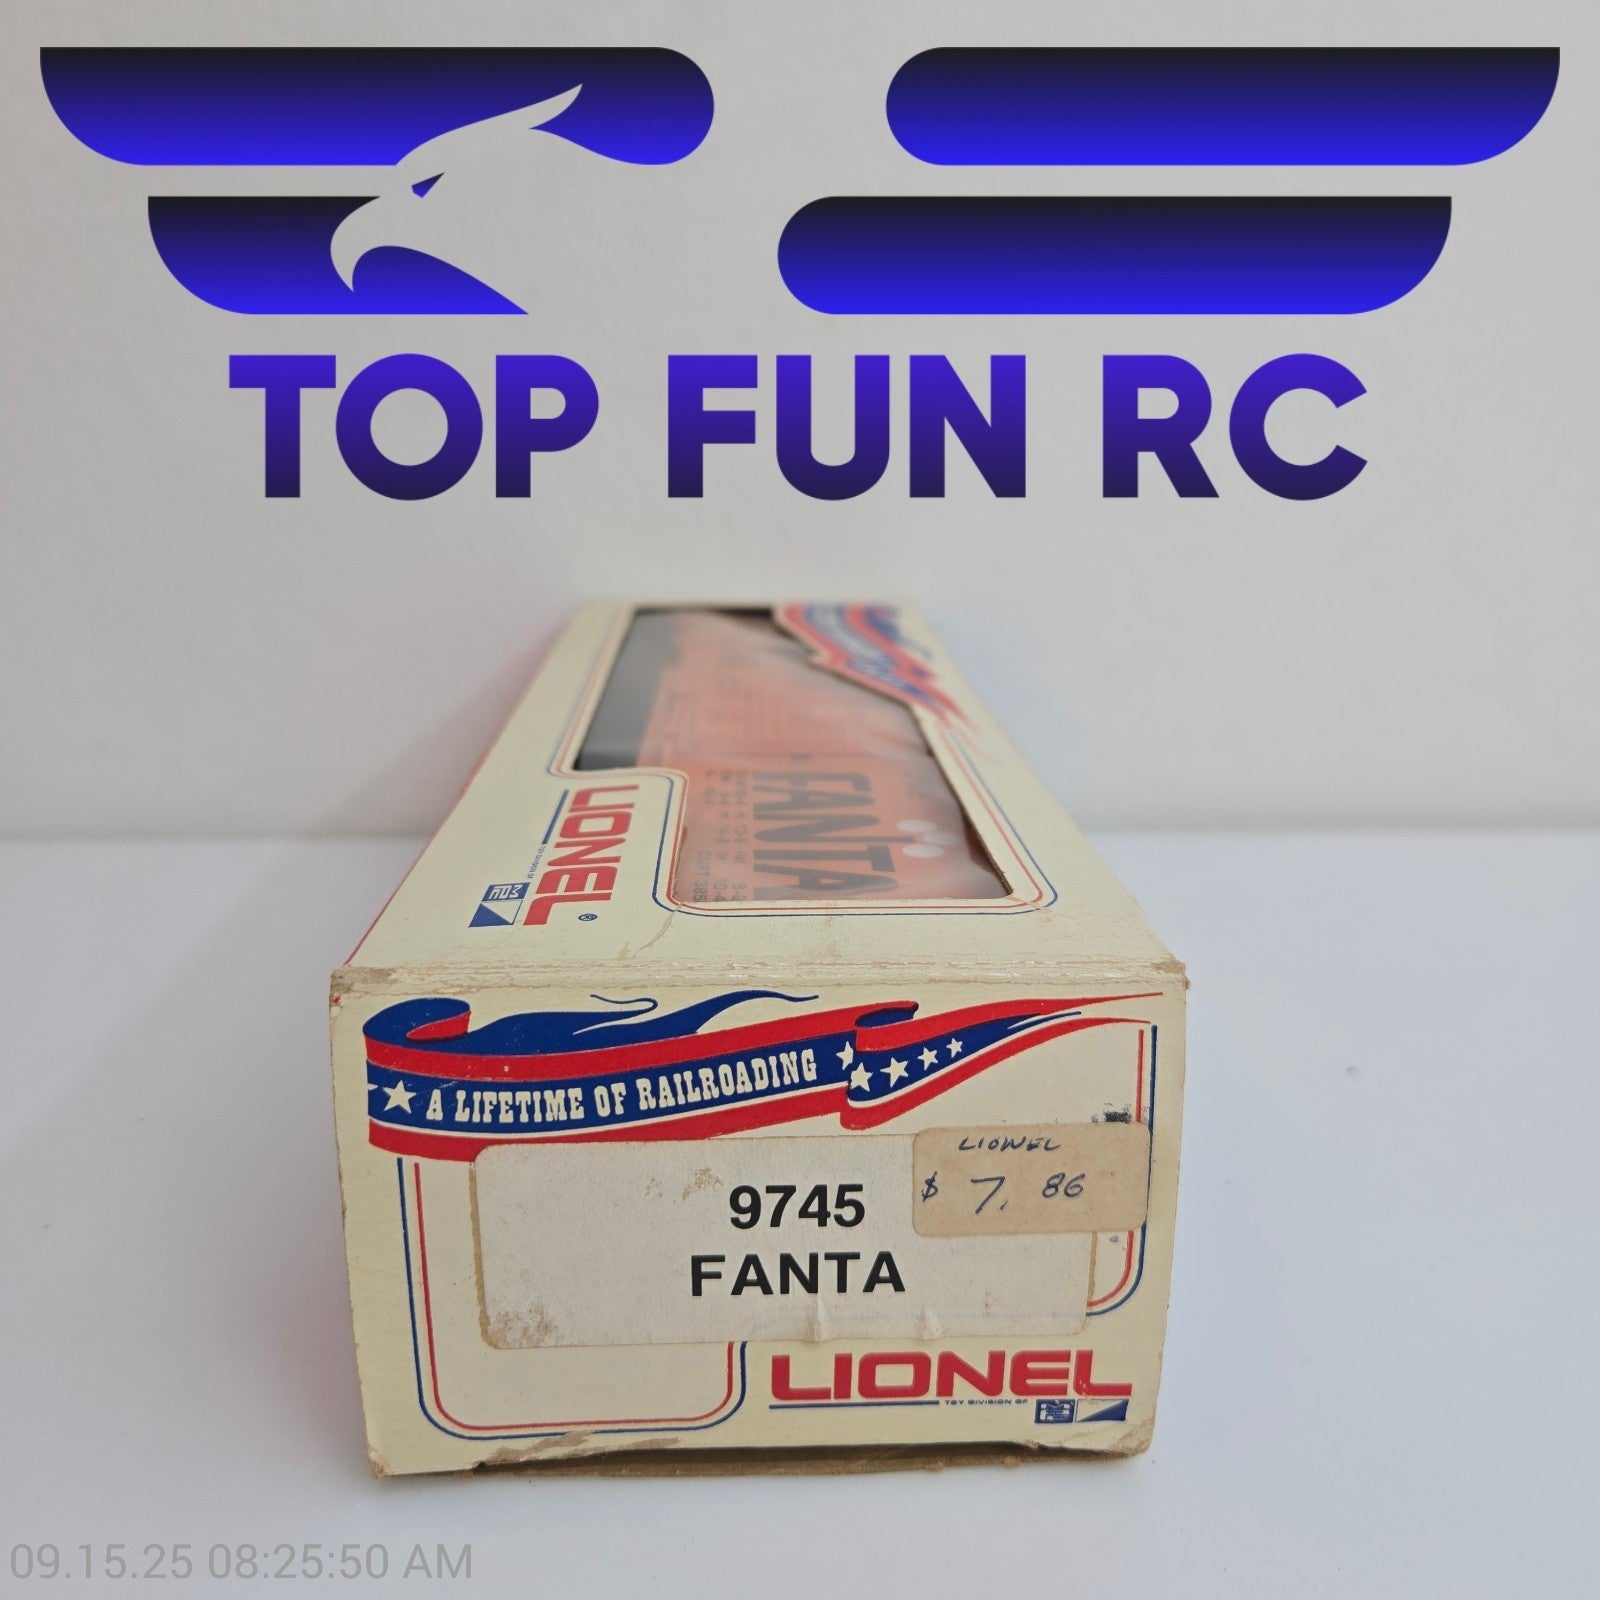 TOP FUN RC
FANTA
LIONEL
®
MPC
A LIFETIME OF RAILROADING
LIONEL
$ 7.86
9745
FANTA
LIONEL
TOY DIVISION OF
09.15.25 08:25:50 AM